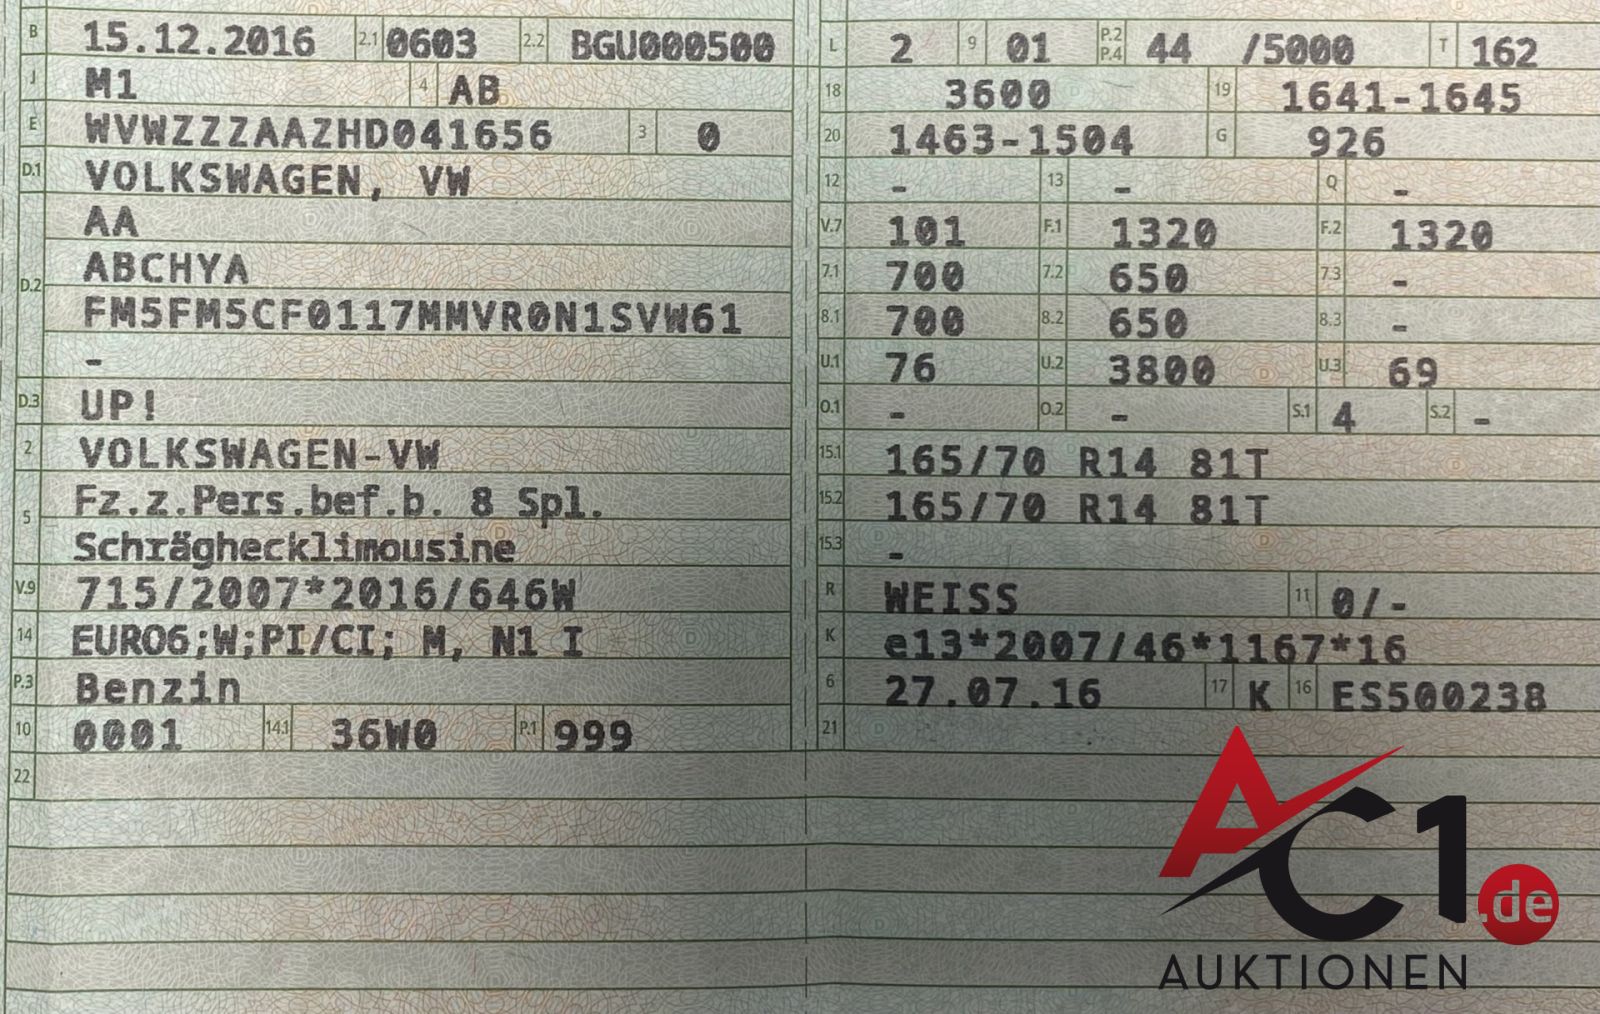 B 15.12.2016 2.1 0603 2.2 BGU000500
J M1 4 AB
E WVWZZZAAZHD041656 3 0
D.1 VOLKSWAGEN, VW
AA
D.2 ABCHYA
FM5FM5CF0117MMVR0N1SVW61
-
D.3 UP!
2 VOLKSWAGEN-VW
5 Fz.z.Pers.bef.b. 8 Spl.
Schräghecklimousine
V.9 715/2007*2016/646W
14 EURO6;W;PI/CI; M, N1 I
P.3 Benzin
10 0001 14.1 36W0 P.1 999
22
L 2 9 01 P.2 P.4 44 /5000 T 162
18 3600 19 1641-1645
20 1463-1504 G 926
12 - 13 - Q -
V.7 101 F.1 1320 F.2 1320
7.1 700 7.2 650 7.3 -
8.1 700 8.2 650 8.3 -
U.1 76 U.2 3800 U.3 69
O.1 - O.2 - S.1 4 S.2 -
15.1 165/70 R14 81T
15.2 165/70 R14 81T
15.3 -
R WEISS 11 0/-
K e13*2007/46*1167*16
6 27.07.16 17 K 16 ES500238
21
AC1.de
AUKTIONEN